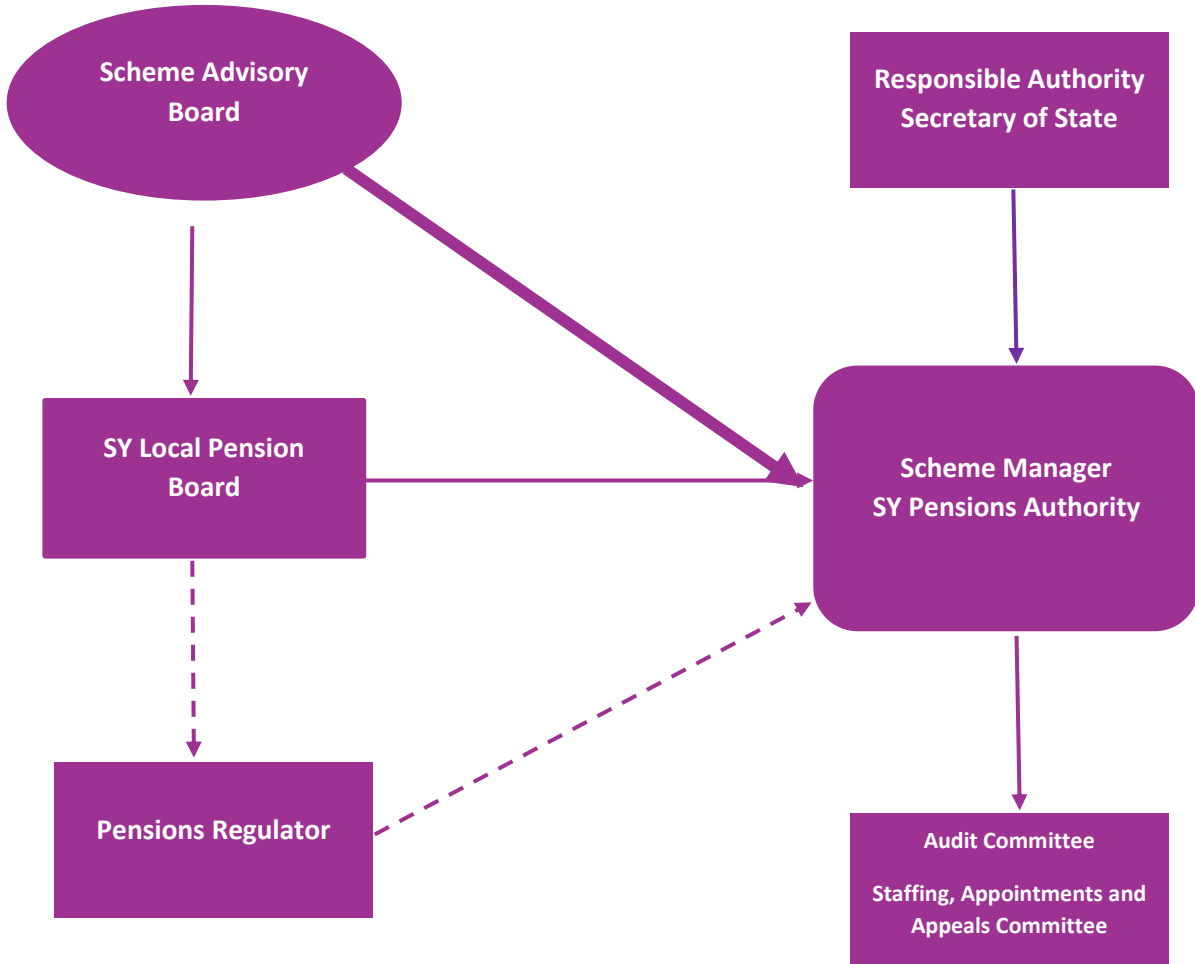 Scheme Advisory
Board
Responsible Authority
Secretary of State
SY Local Pension
Board
Scheme Manager
SY Pensions Authority
Pensions Regulator
Audit Committee
Staffing, Appointments and
Appeals Committee